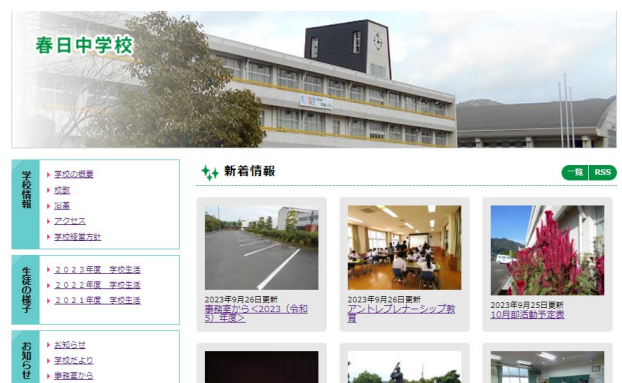 春日中学校
学校情報
学校の概要
校歌
沿革
アクセス
学校経営方針
生徒の様子
2023年度 学校生活
2022年度 学校生活
2021年度 学校生活
お知らせ
お知らせ
学校だより
事務室から
新着情報
一覧 RSS
2023年9月26日更新
事務室から<2023（令和
5）年度>
2023年9月26日更新
アントレプレナーシップ教
育
2023年9月25日更新
10月部活動予定表